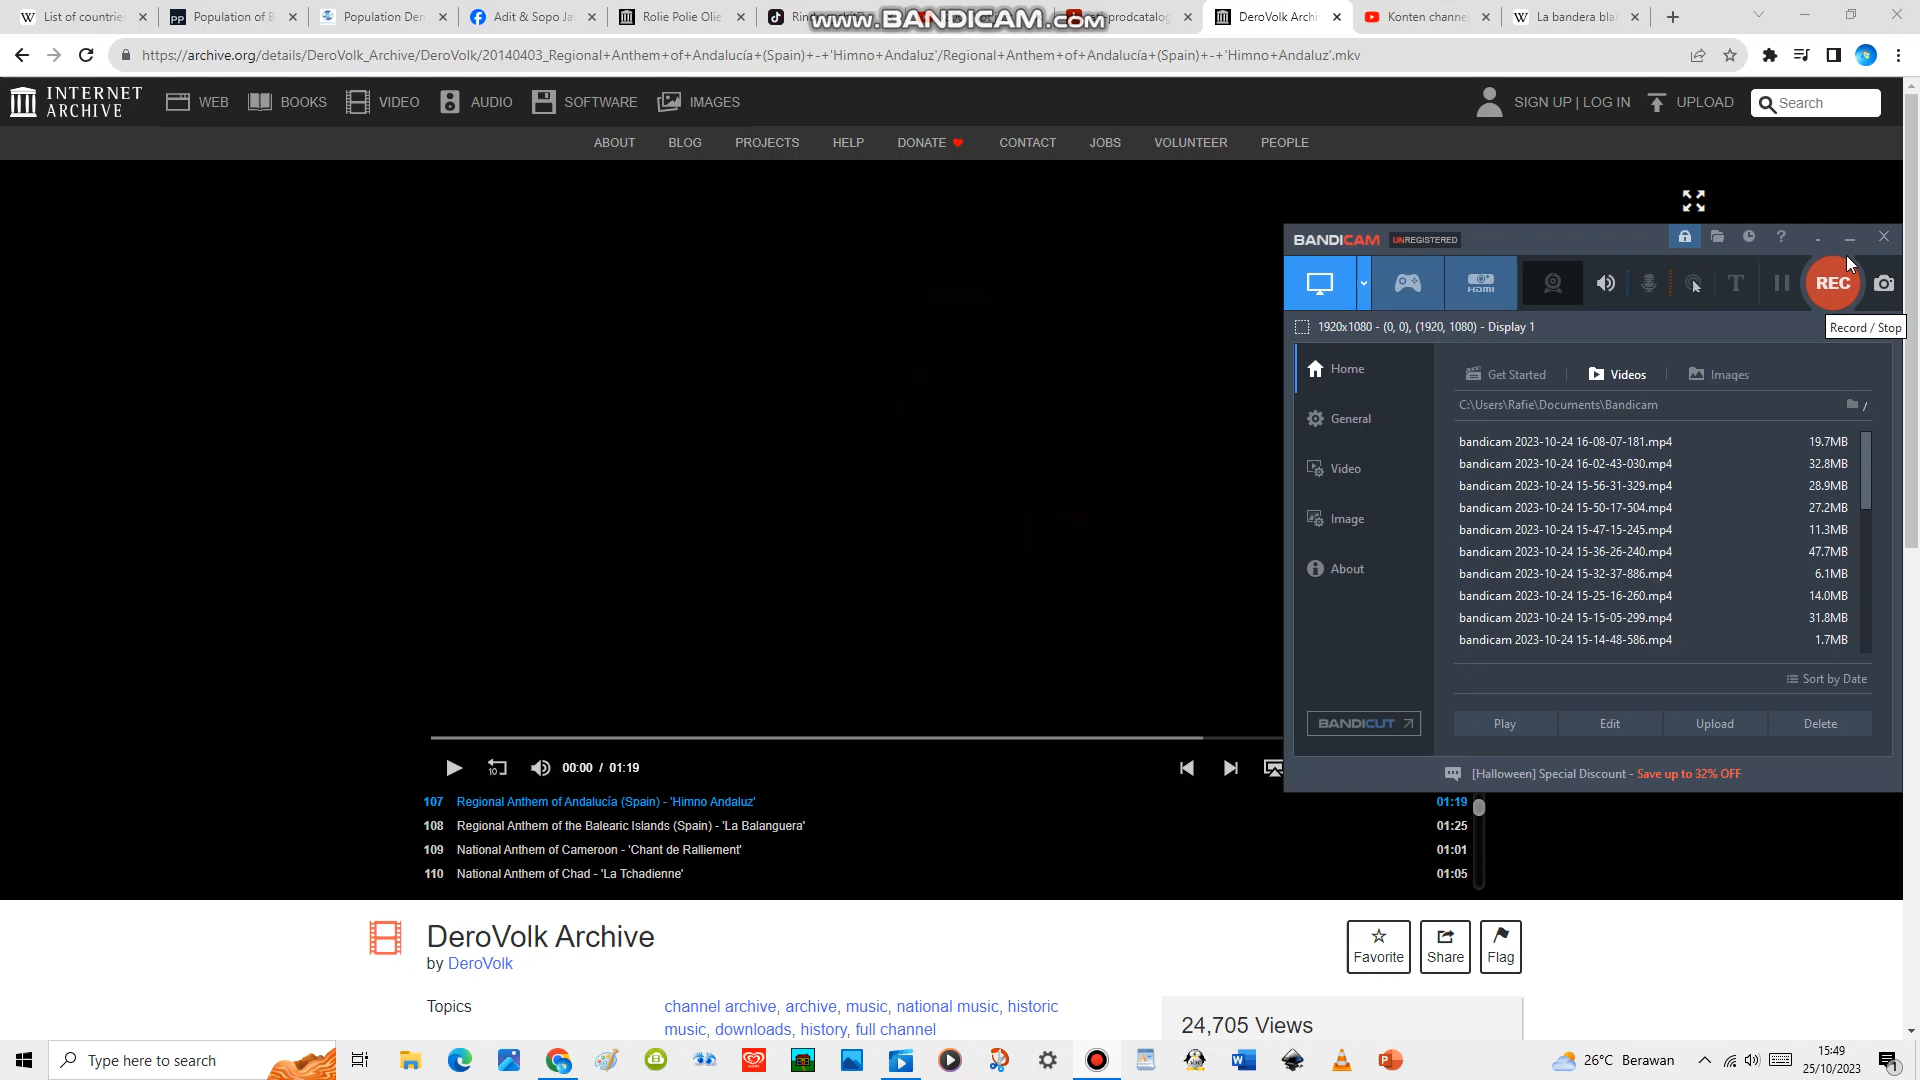 List of countrie
Population of B
Population Den
Adit & Sopo Ja
Rolie Polie Olie
www.BANDICAM.com
prodcatalog
DeroVolk Archi
Konten channe
La bandera bla
https://archive.org/details/DeroVolk_Archive/DeroVolk/20140403_Regional+Anthem+of+Andalucía+(Spain)+-+'Himno+Andaluz'/Regional+Anthem+of+Andalucía+(Spain)+-+'Himno+Andaluz'.mkv
INTERNET ARCHIVE
WEB BOOKS VIDEO AUDIO SOFTWARE IMAGES
SIGN UP | LOG IN UPLOAD Search
ABOUT BLOG PROJECTS HELP DONATE CONTACT JOBS VOLUNTEER PEOPLE
BANDICAM UNREGISTERED
HDMI REC
Record / Stop
1920x1080 - (0, 0), (1920, 1080) - Display 1
Home
General
Video
Image
About
BANDICUT
Get Started Videos Images
C:\Users\Rafie\Documents\Bandicam
bandicam 2023-10-24 16-08-07-181.mp4 19.7MB
bandicam 2023-10-24 16-02-43-030.mp4 32.8MB
bandicam 2023-10-24 15-56-31-329.mp4 28.9MB
bandicam 2023-10-24 15-50-17-504.mp4 27.2MB
bandicam 2023-10-24 15-47-15-245.mp4 11.3MB
bandicam 2023-10-24 15-36-26-240.mp4 47.7MB
bandicam 2023-10-24 15-32-37-886.mp4 6.1MB
bandicam 2023-10-24 15-25-16-260.mp4 14.0MB
bandicam 2023-10-24 15-15-05-299.mp4 31.8MB
bandicam 2023-10-24 15-14-48-586.mp4 1.7MB
Sort by Date
Play Edit Upload Delete
[Halloween] Special Discount - Save up to 32% OFF
10 00:00 / 01:19
107 Regional Anthem of Andalucía (Spain) - 'Himno Andaluz' 01:19
108 Regional Anthem of the Balearic Islands (Spain) - 'La Balanguera' 01:25
109 National Anthem of Cameroon - 'Chant de Ralliement' 01:01
110 National Anthem of Chad - 'La Tchadienne' 01:05
DeroVolk Archive
by DeroVolk
Favorite Share Flag
Topics
channel archive, archive, music, national music, historic
music, downloads, history, full channel
24,705 Views
Type here to search
26°C Berawan
15:49
25/10/2023
1